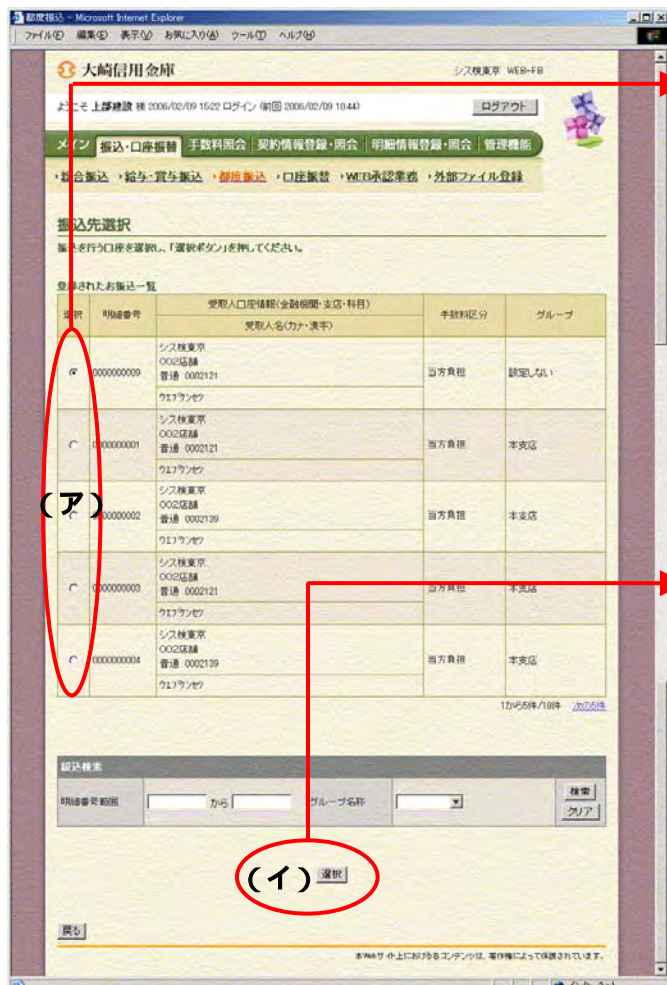 都度振込 - Microsoft Internet Explorer
ファイル(F) 編集(E) 表示(V) お気に入り(A) ツール(T) ヘルプ(H)
大崎信用金庫 シス検東京 WEB-FB
ようこそ 上部建設 様 2006/02/09 15:22 ログイン (前回 2006/02/09 10:44) ログアウト
メイン 振込・口座振替 手数料照会 契約情報登録・照会 明細情報登録・照会 管理機能
総合振込 給与・賞与振込 都度振込 口座振替 WEB承認業務 外部ファイル登録
振込先選択
振込を行う口座を選択し、「選択ボタン」を押してください。
登録されたお振込一覧
選択 明細番号 受取人口座情報(金融機関・支店・科目) 手数料区分 グループ
受取人名(カナ・漢字)
シス検東京
002店舗
0000000009 普通 0002121 当方負担 設定しない
ウエフケンセツ
シス検東京
002店舗
0000000001 普通 0002121 当方負担 本支店
ウエフケンセツ
シス検東京
002店舗
(ア) 0000000002 普通 0002139 当方負担 本支店
ウエフケンセツ
シス検東京
002店舗
0000000003 普通 0002121 当方負担 本支店
ウエフケンセツ
シス検東京
002店舗
0000000004 普通 0002139 当方負担 本支店
ウエフケンセツ
1から5件/18件 次の5件
絞込検索
明細番号範囲 から グループ名称 検索
クリア
(イ) 選択
戻る
本Webサイト上におけるコンテンツは、著作権によって保護されています。